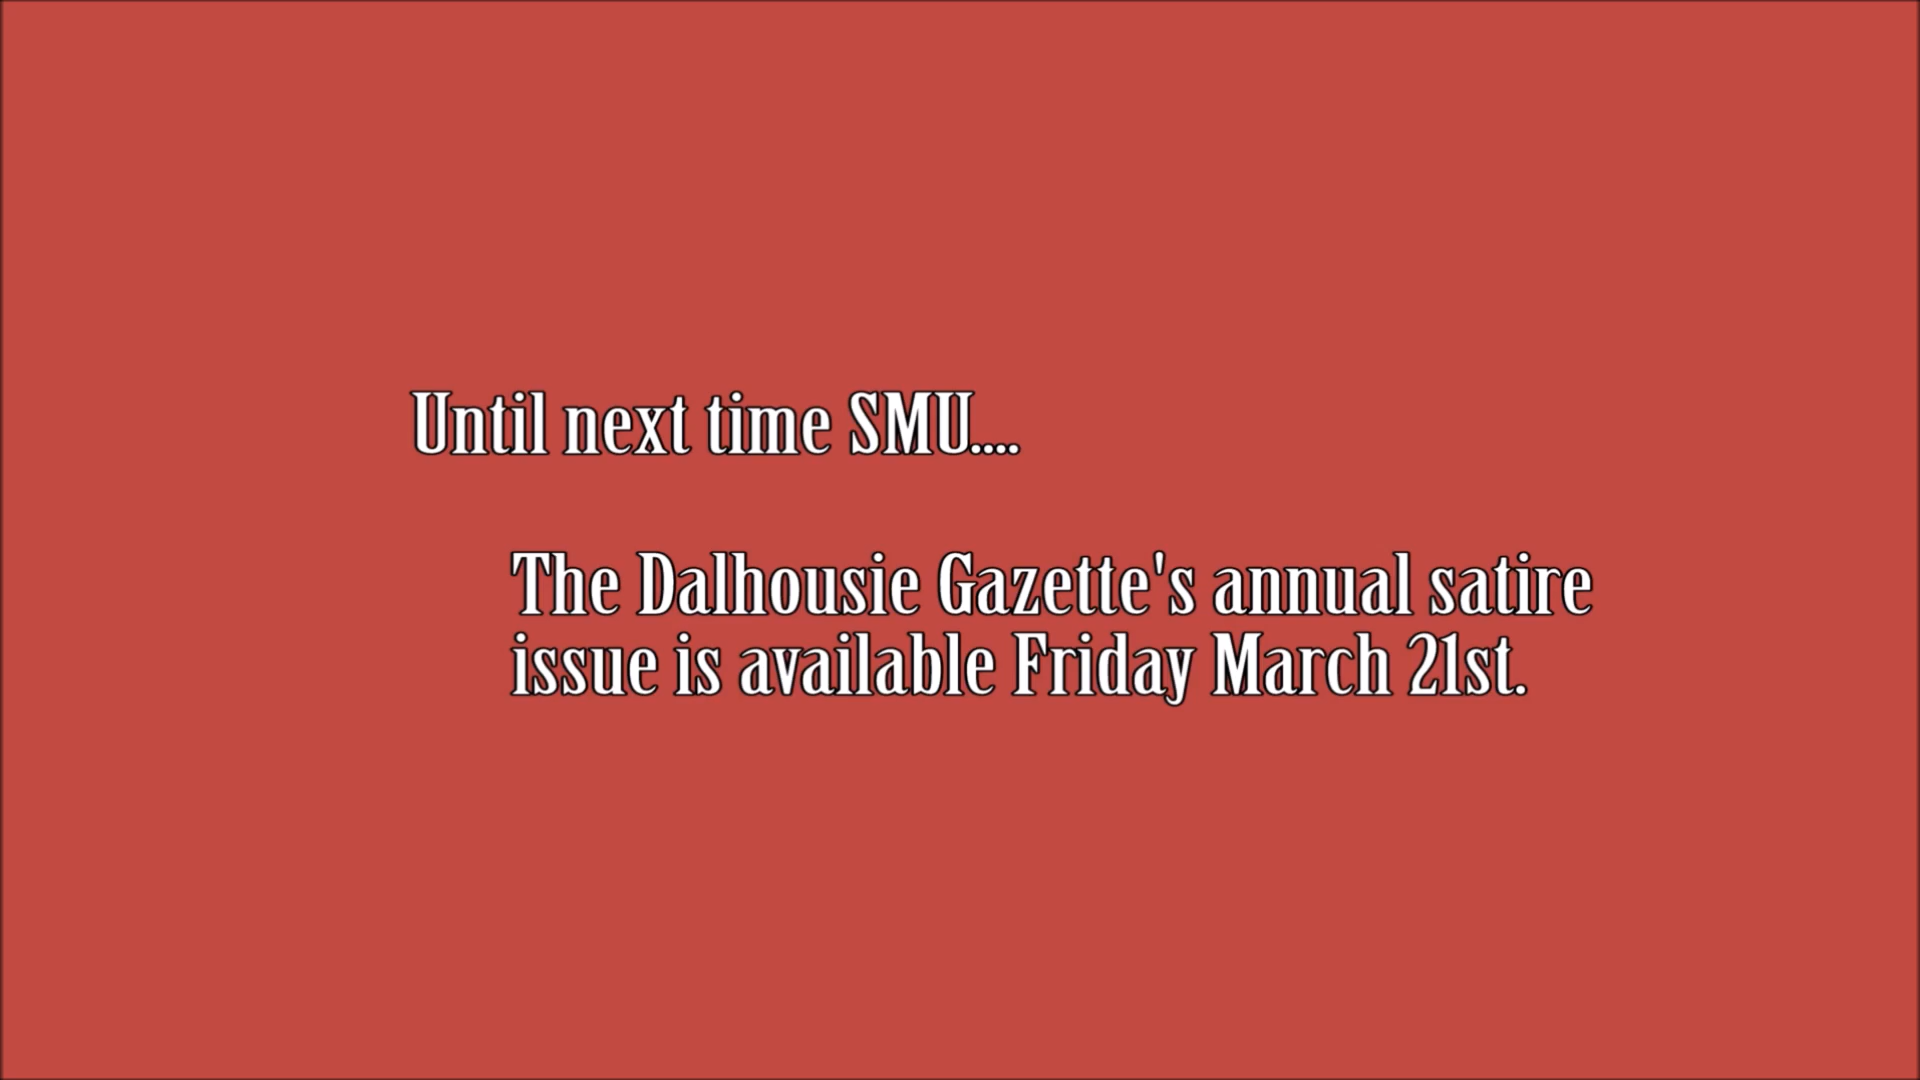 Until next time SMU....
The Dalhousie Gazette's annual satire
issue is available Friday March 21st.